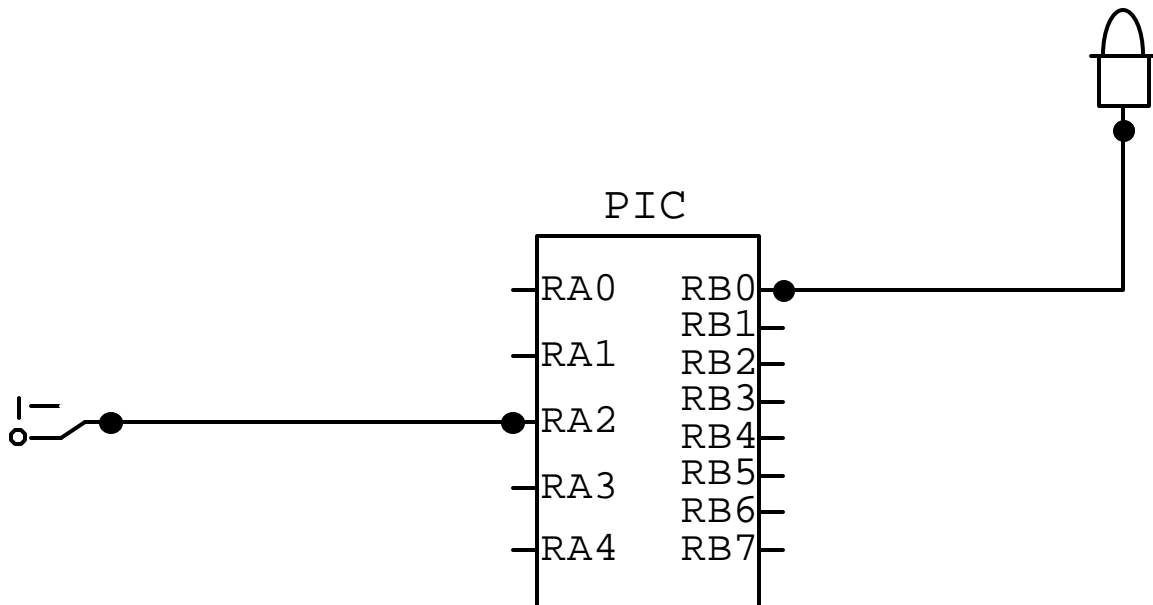 PIC
RA0 RB0
RB1
RA1 RB2
RB3
RA2 RB4
RA3 RB5
RB6
RA4 RB7